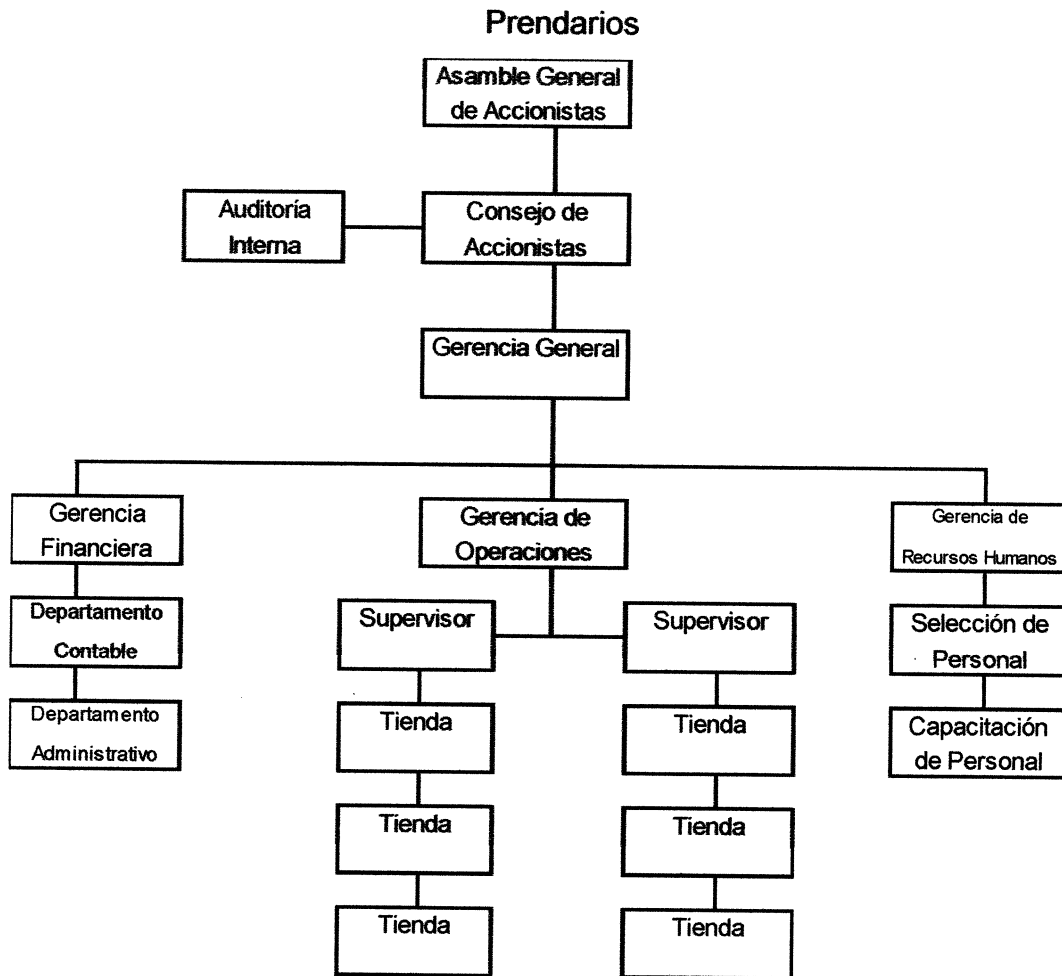 Prendarios
Asamble General
de Accionistas
Auditoría
Interna
Consejo de
Accionistas
Gerencia General
Gerencia
Financiera
Gerencia de
Operaciones
Gerencia de
Recursos Humanos
Departamento
Contable
Supervisor
Supervisor
Selección de
Personal
Departamento
Administrativo
Tienda
Tienda
Capacitación
de Personal
Tienda
Tienda
Tienda
Tienda